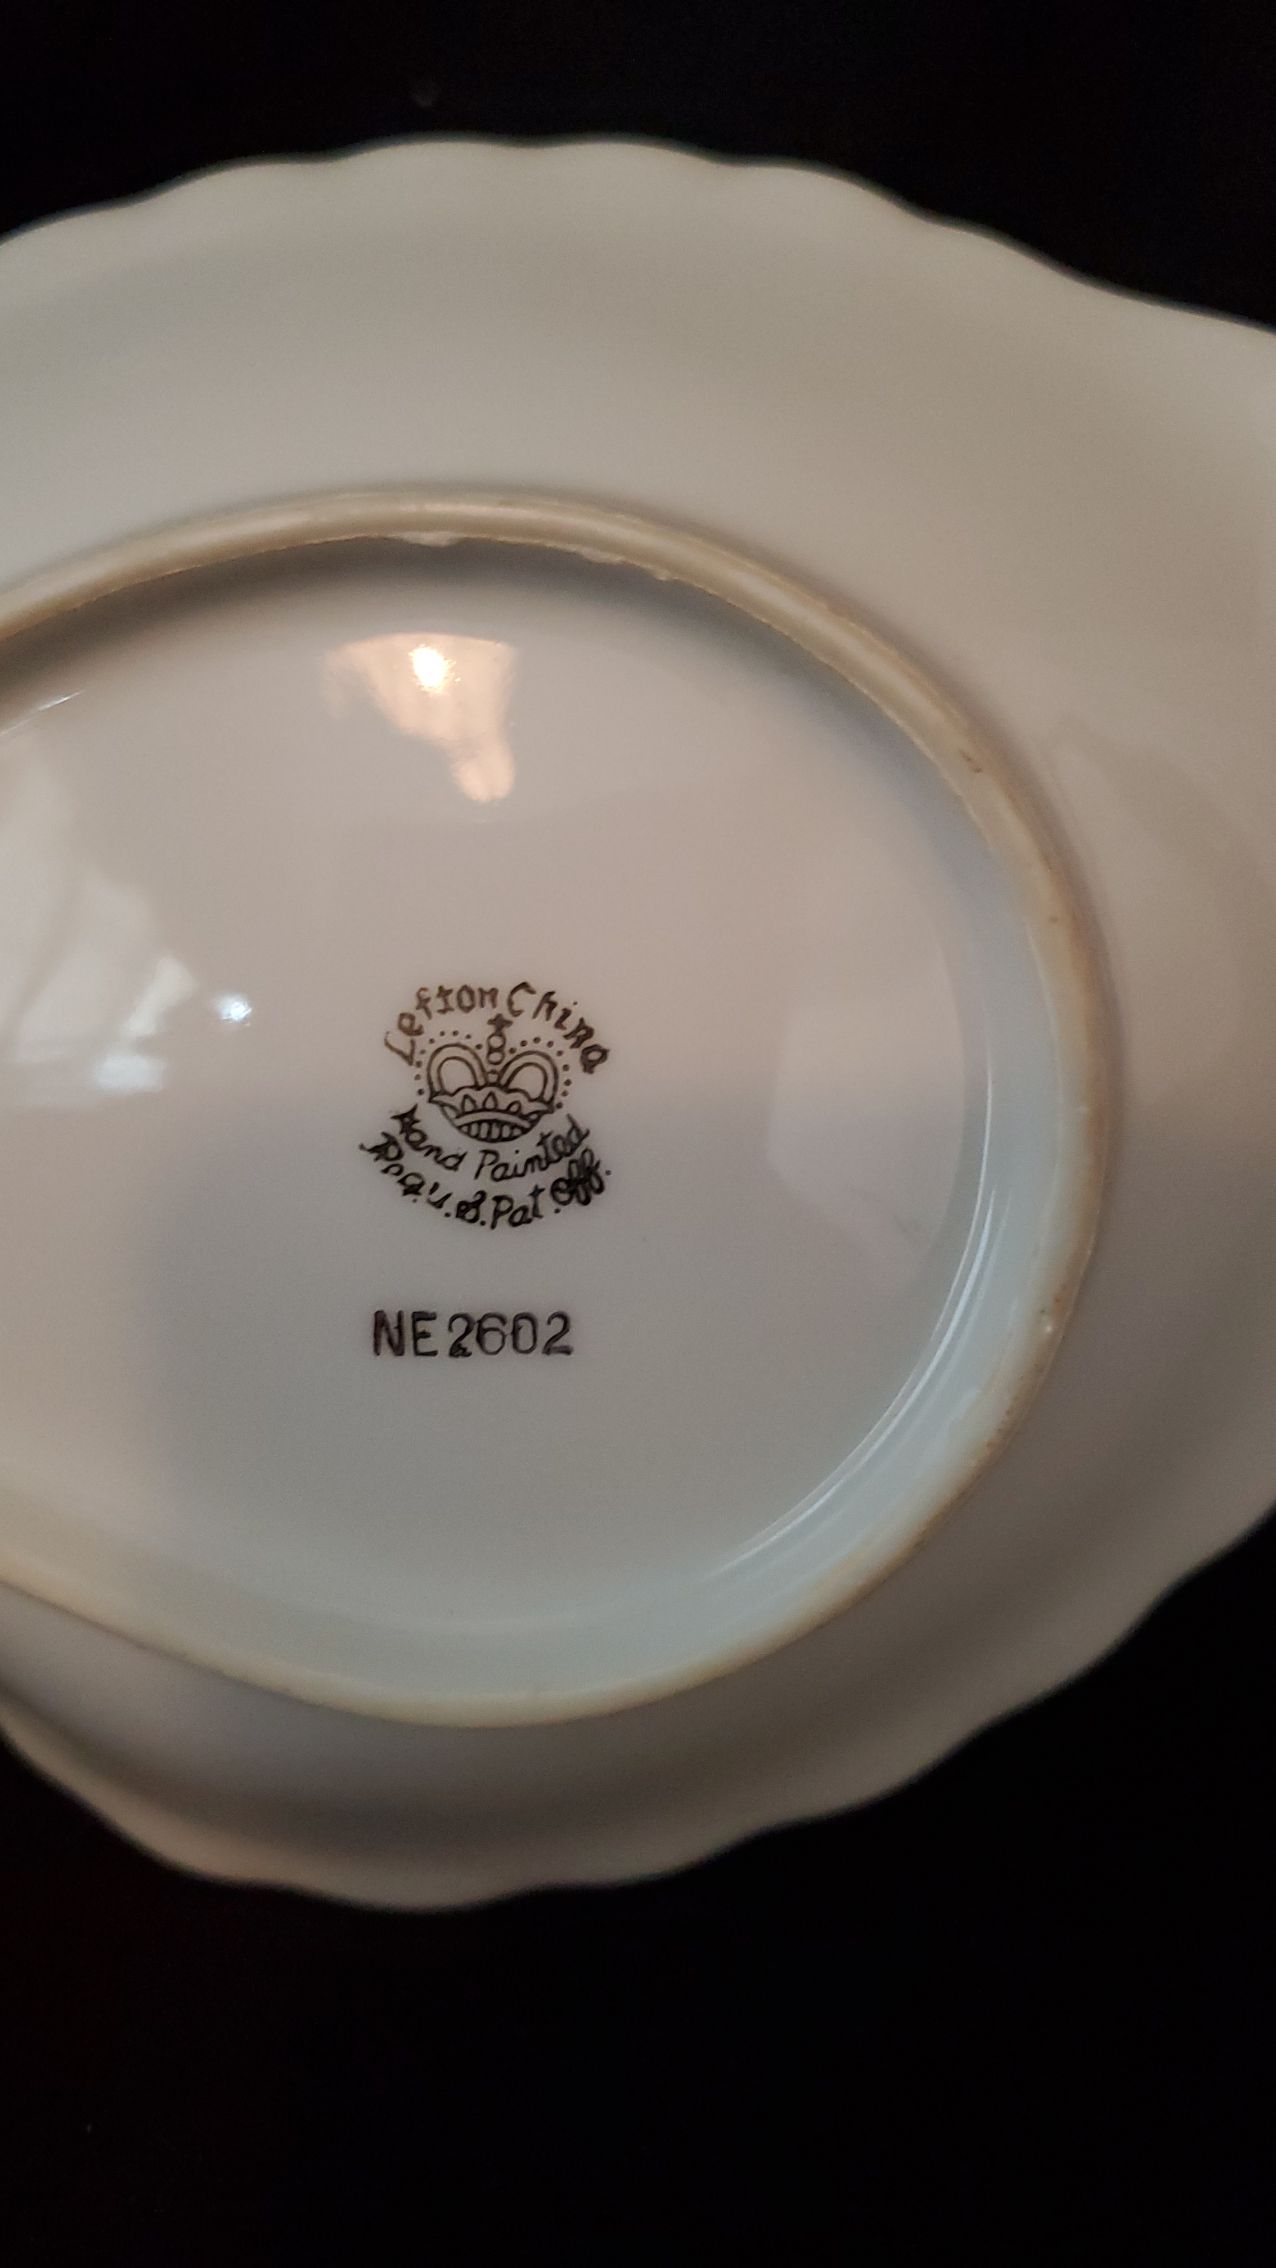 Lefton China
Hand Painted
Reg. U.S. Pat. Off.
NE2602